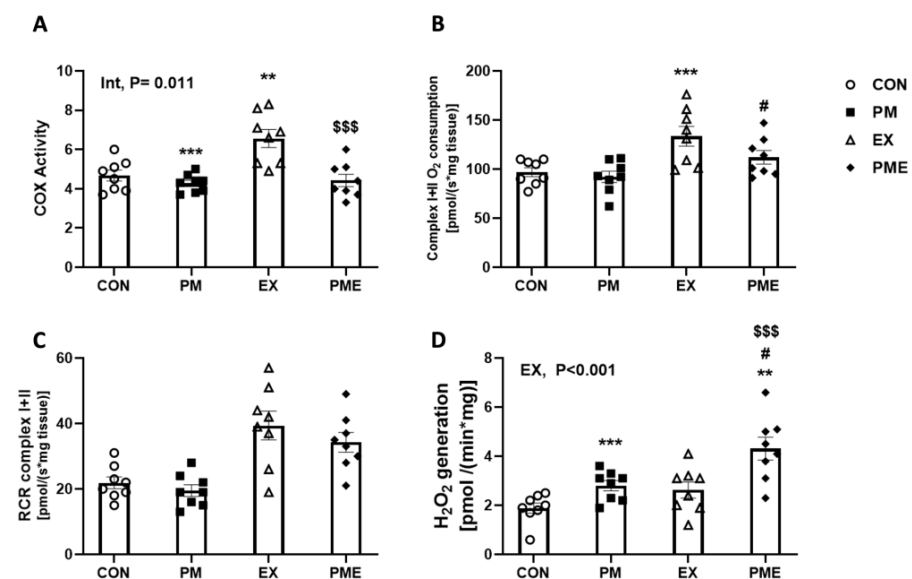 A
Int, P= 0.011
COX Activity
10
8
6
4
2
0
***
**
$$$
CON PM EX PME
B
Complex I+II O2 consumption
[pmol/(s*mg tissue)]
200
150
100
50
0
***
#
CON PM EX PME
CON
PM
EX
PME
C
RCR complex I+II
[pmol/(s*mg tissue)]
60
40
20
0
CON PM EX PME
D
EX, P<0.001
H2O2 generation
[pmol /(min*mg)]
8
6
4
2
0
***
$$$
#
**
CON PM EX PME